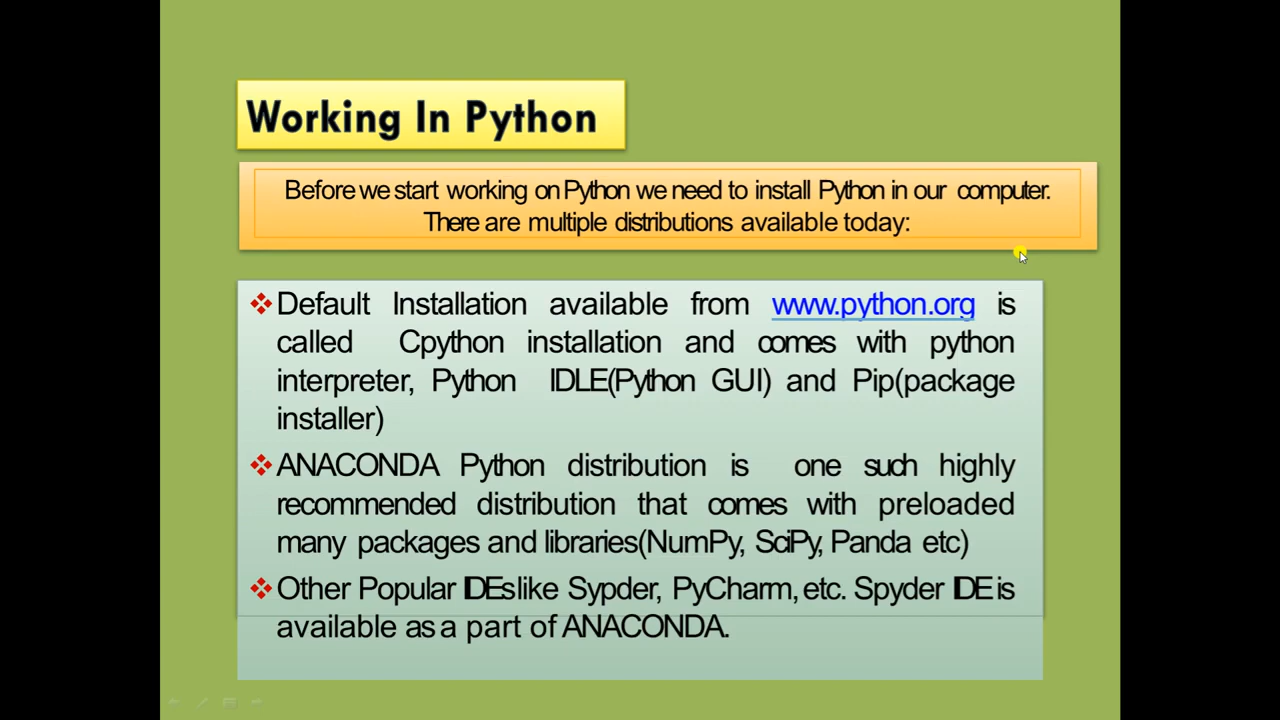 Working In Python
Before we start working on Python we need to install Python in our computer.
There are multiple distributions available today:
Default Installation available from www.python.org is
called Cpython installation and comes with python
interpreter, Python IDLE(Python GUI) and Pip(package
installer)
ANACONDA Python distribution is one such highly
recommended distribution that comes with preloaded
many packages and libraries(NumPy, SciPy, Panda etc)
Other Popular IDEs like Sypder, PyCharm, etc. Spyder IDE is
available as a part of ANACONDA.